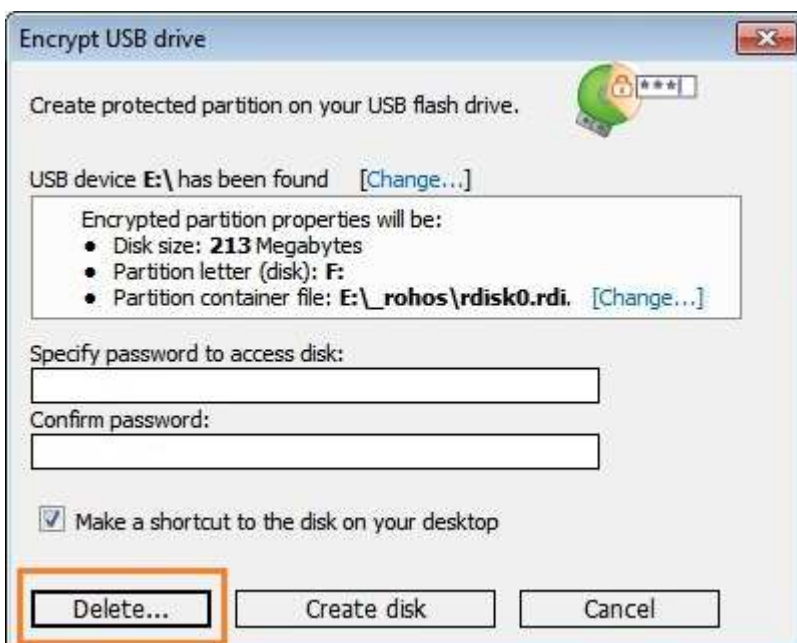 Encrypt USB drive
Create protected partition on your USB flash drive.
***
USB device E:\ has been found [Change...]
Encrypted partition properties will be:
• Disk size: 213 Megabytes
• Partition letter (disk): F:
• Partition container file: E:\_rohos\rdisk0.rdi. [Change...]
Specify password to access disk:
Confirm password:
Make a shortcut to the disk on your desktop
Delete... Create disk Cancel